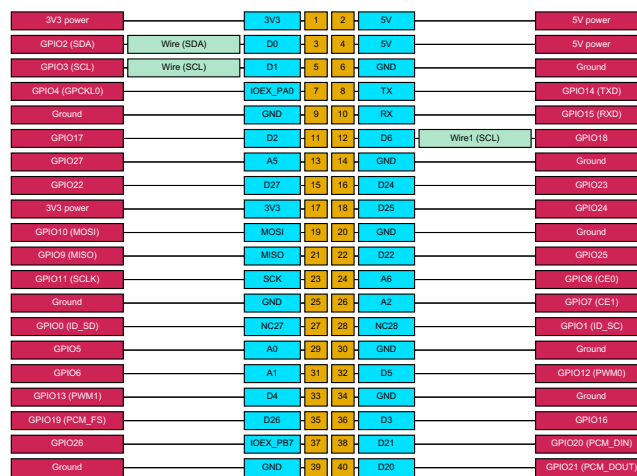 3V3 power 3V3 1 2 5V 5V power
GPIO2 (SDA) Wire (SDA) D0 3 4 5V 5V power
GPIO3 (SCL) Wire (SCL) D1 5 6 GND Ground
GPIO4 (GPCKL0) IOEX_PA0 7 8 TX GPIO14 (TXD)
Ground GND 9 10 RX GPIO15 (RXD)
GPIO17 D2 11 12 D6 Wire1 (SCL) GPIO18
GPIO27 A5 13 14 GND Ground
GPIO22 D27 15 16 D24 GPIO23
3V3 power 3V3 17 18 D25 GPIO24
GPIO10 (MOSI) MOSI 19 20 GND Ground
GPIO9 (MISO) MISO 21 22 D22 GPIO25
GPIO11 (SCLK) SCK 23 24 A6 GPIO8 (CE0)
Ground GND 25 26 A2 GPIO7 (CE1)
GPIO0 (ID_SD) NC27 27 28 NC28 GPIO1 (ID_SC)
GPIO5 A0 29 30 GND Ground
GPIO6 A1 31 32 D5 GPIO12 (PWM0)
GPIO13 (PWM1) D4 33 34 GND Ground
GPIO19 (PCM_FS) D26 35 36 D3 GPIO16
GPIO26 IOEX_PB7 37 38 D21 GPIO20 (PCM_DIN)
Ground GND 39 40 D20 GPIO21 (PCM_DOUT)